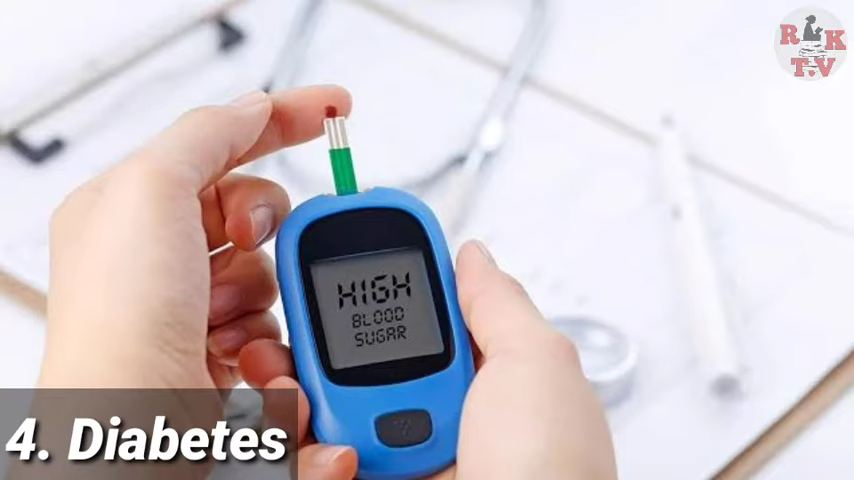 R K
T.V
HIGH
BLOOD
SUGAR
4. Diabetes